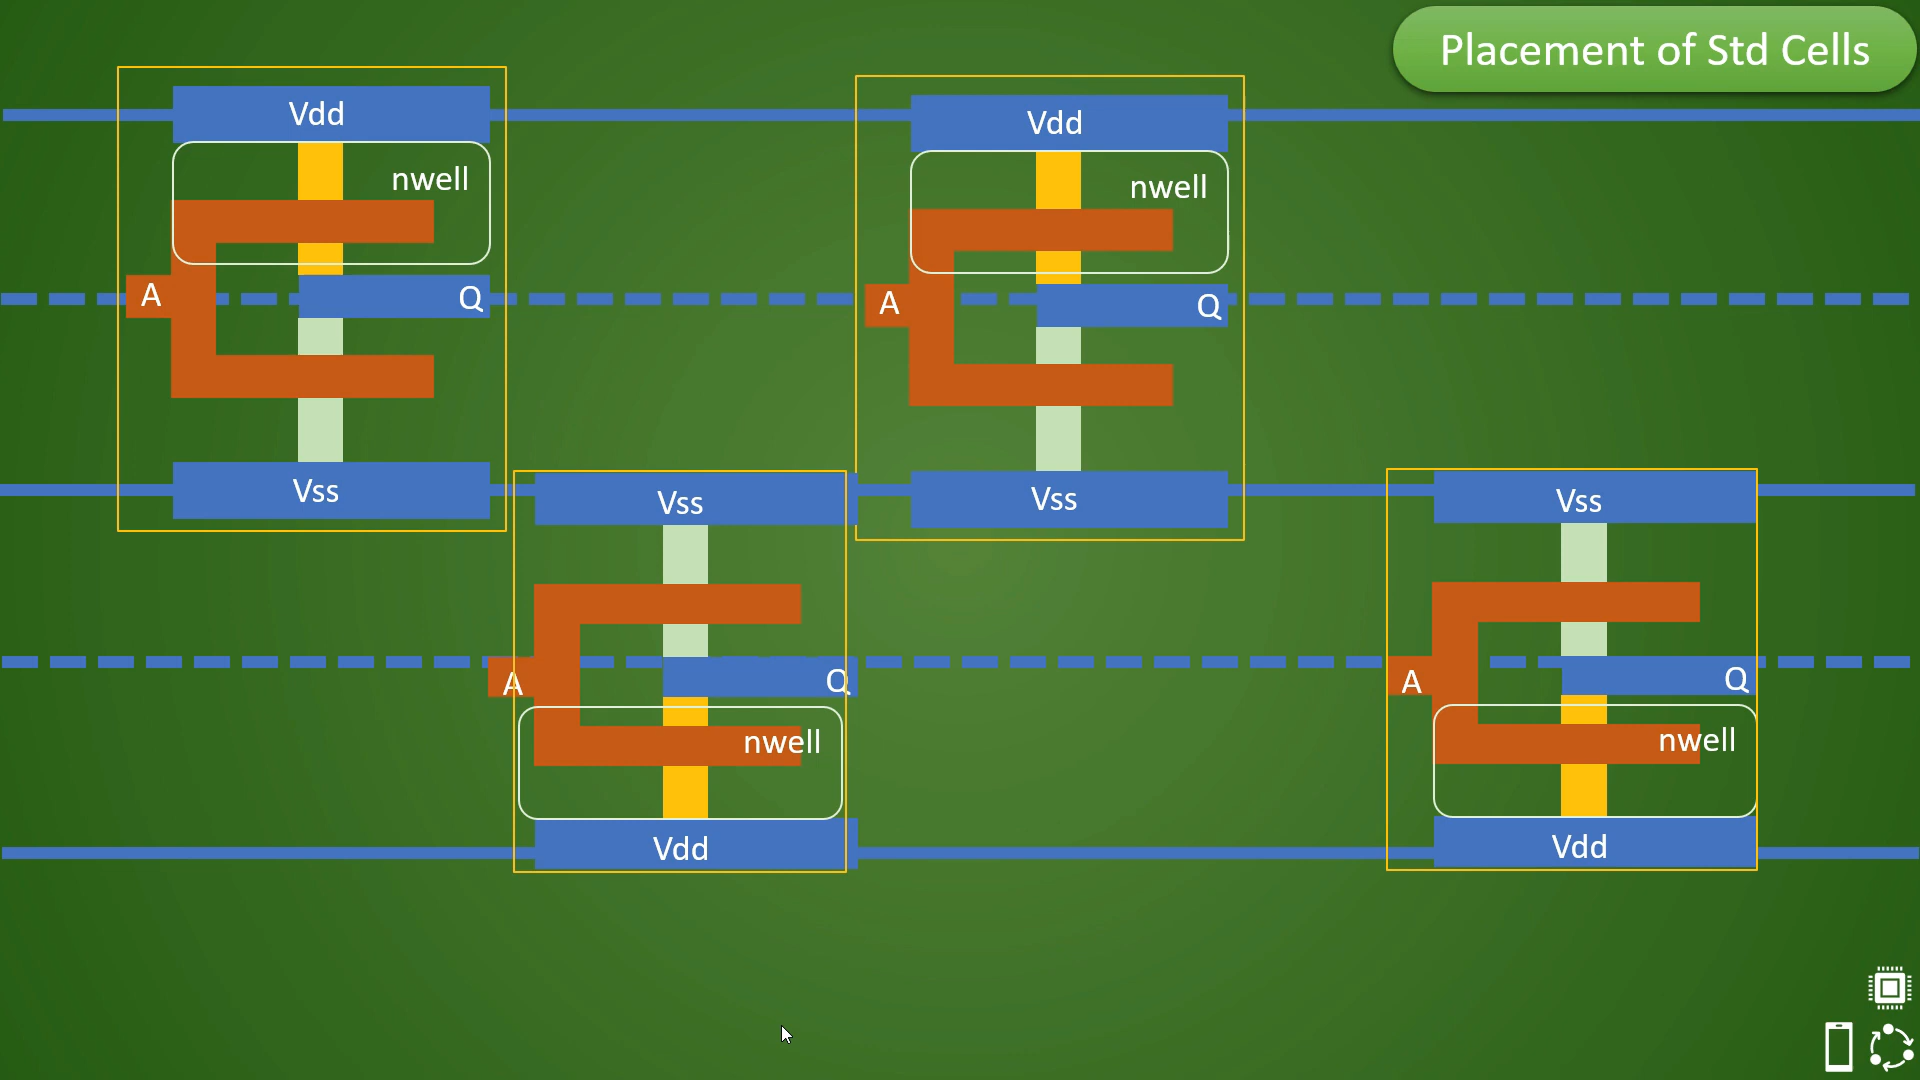 Placement of Std Cells
Vdd
nwell
A
Q
Vss
Vdd
nwell
A
Q
Vss
Vss
A
Q
nwell
Vdd
Vss
A
Q
nwell
Vdd